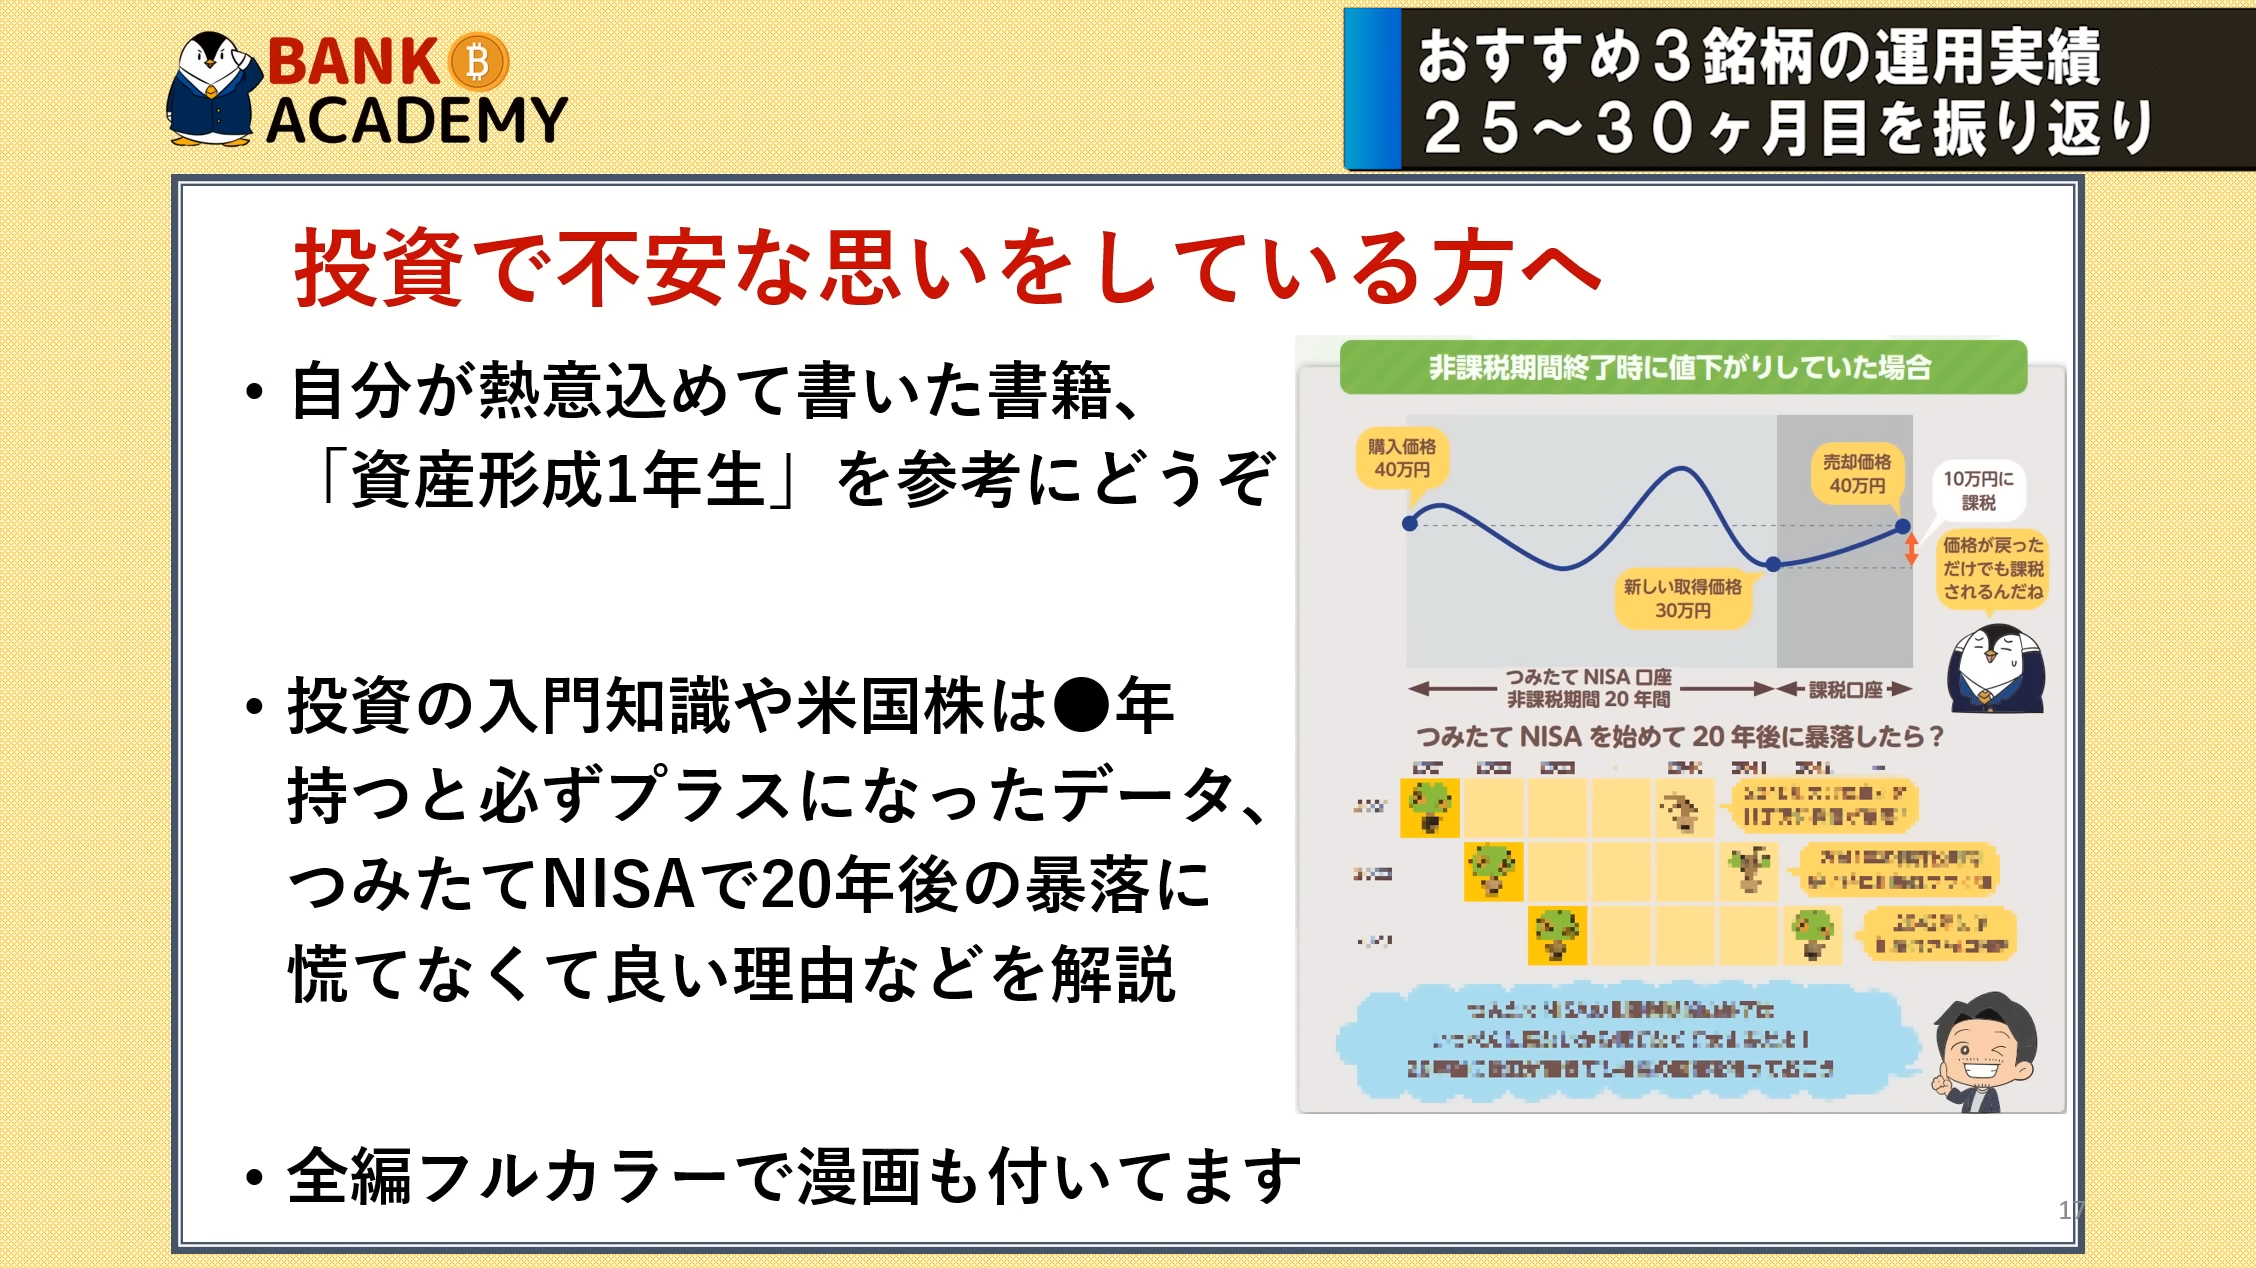 BANK
ACADEMY
おすすめ３銘柄の運用実績
２５～３０ヶ月目を振り返り
投資で不安な思いをしている方へ
・自分が熱意込めて書いた書籍、
「資産形成1年生」を参考にどうぞ
・投資の入門知識や米国株は●年
持つと必ずプラスになったデータ、
つみたてNISAで20年後の暴落に
慌てなくて良い理由などを解説
・全編フルカラーで漫画も付いてます
非課税期間終了時に値下がりしていた場合
購入価格
40万円
売却価格
40万円
10万円に
課税
価格が戻った
だけでも課税
されるんだね
新しい取得価格
30万円
つみたて NISA 口座
非課税期間 20 年間
課税口座
つみたて NISA を始めて 20 年後に暴落したら？
17